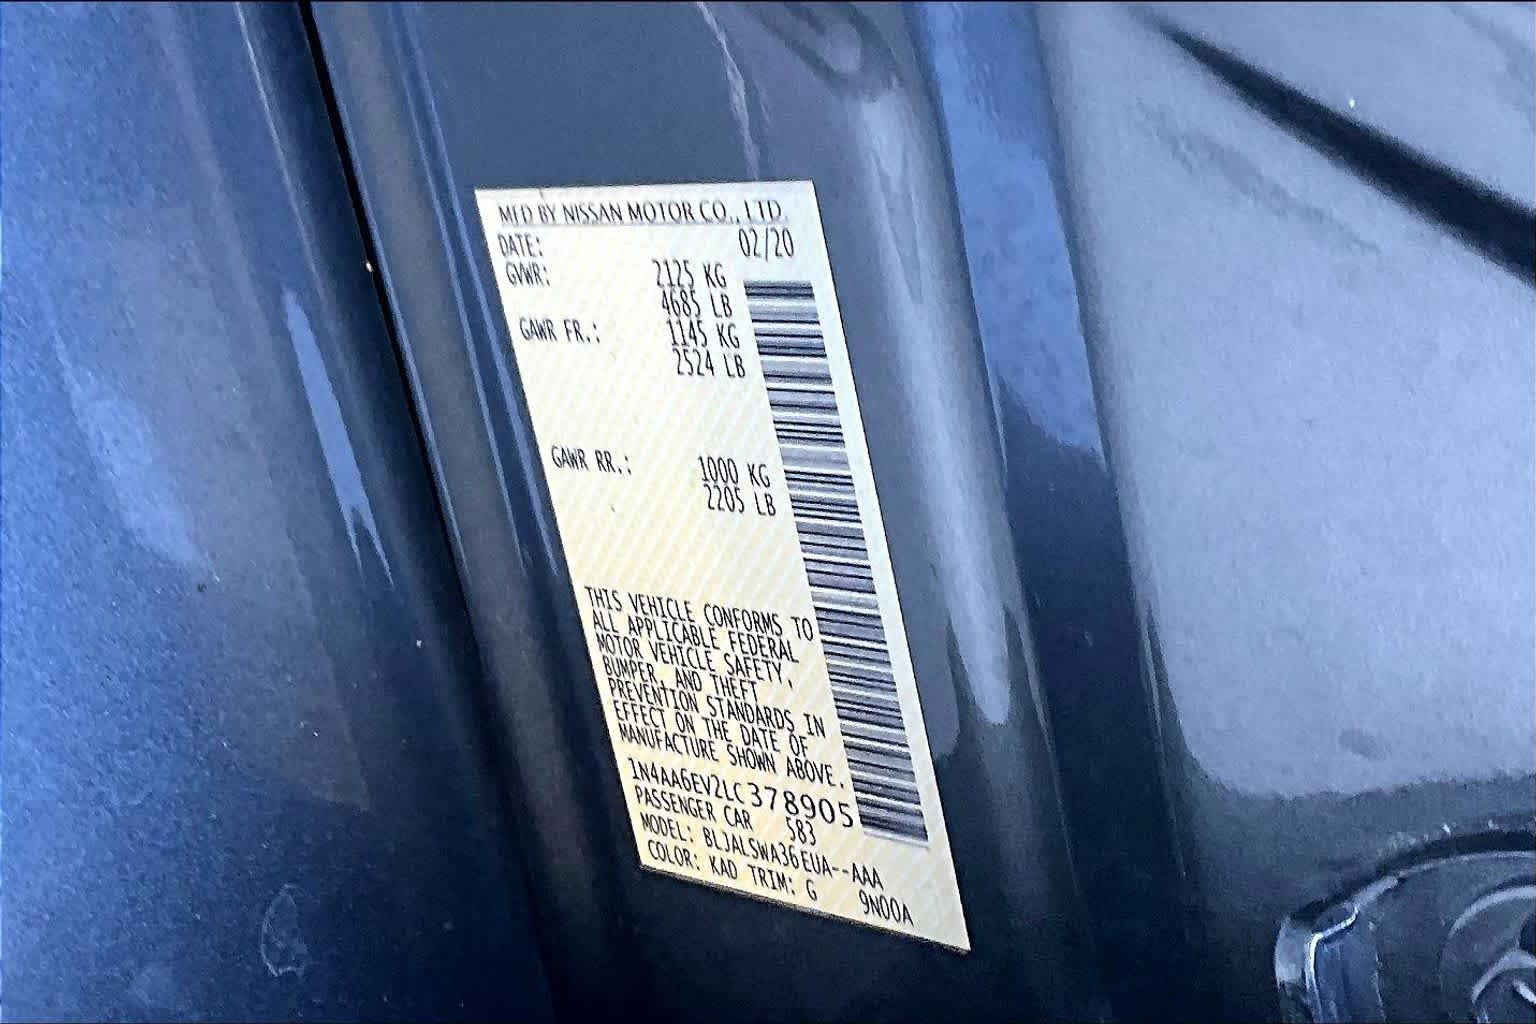 MFD BY NISSAN MOTOR CO., LTD.
DATE: 02/20
GVWR: 2125 KG
4685 LB
GAWR FR.: 1145 KG
2524 LB
GAWR RR.: 1000 KG
2205 LB
THIS VEHICLE CONFORMS TO
ALL APPLICABLE FEDERAL
MOTOR VEHICLE SAFETY,
BUMPER, AND THEFT
PREVENTION STANDARDS IN
EFFECT ON THE DATE OF
MANUFACTURE SHOWN ABOVE.
1N4AA6EV2LC378905
PASSENGER CAR 583
MODEL: BLJALSWA36EUA--AAA
COLOR: KAD TRIM: G 9N00A